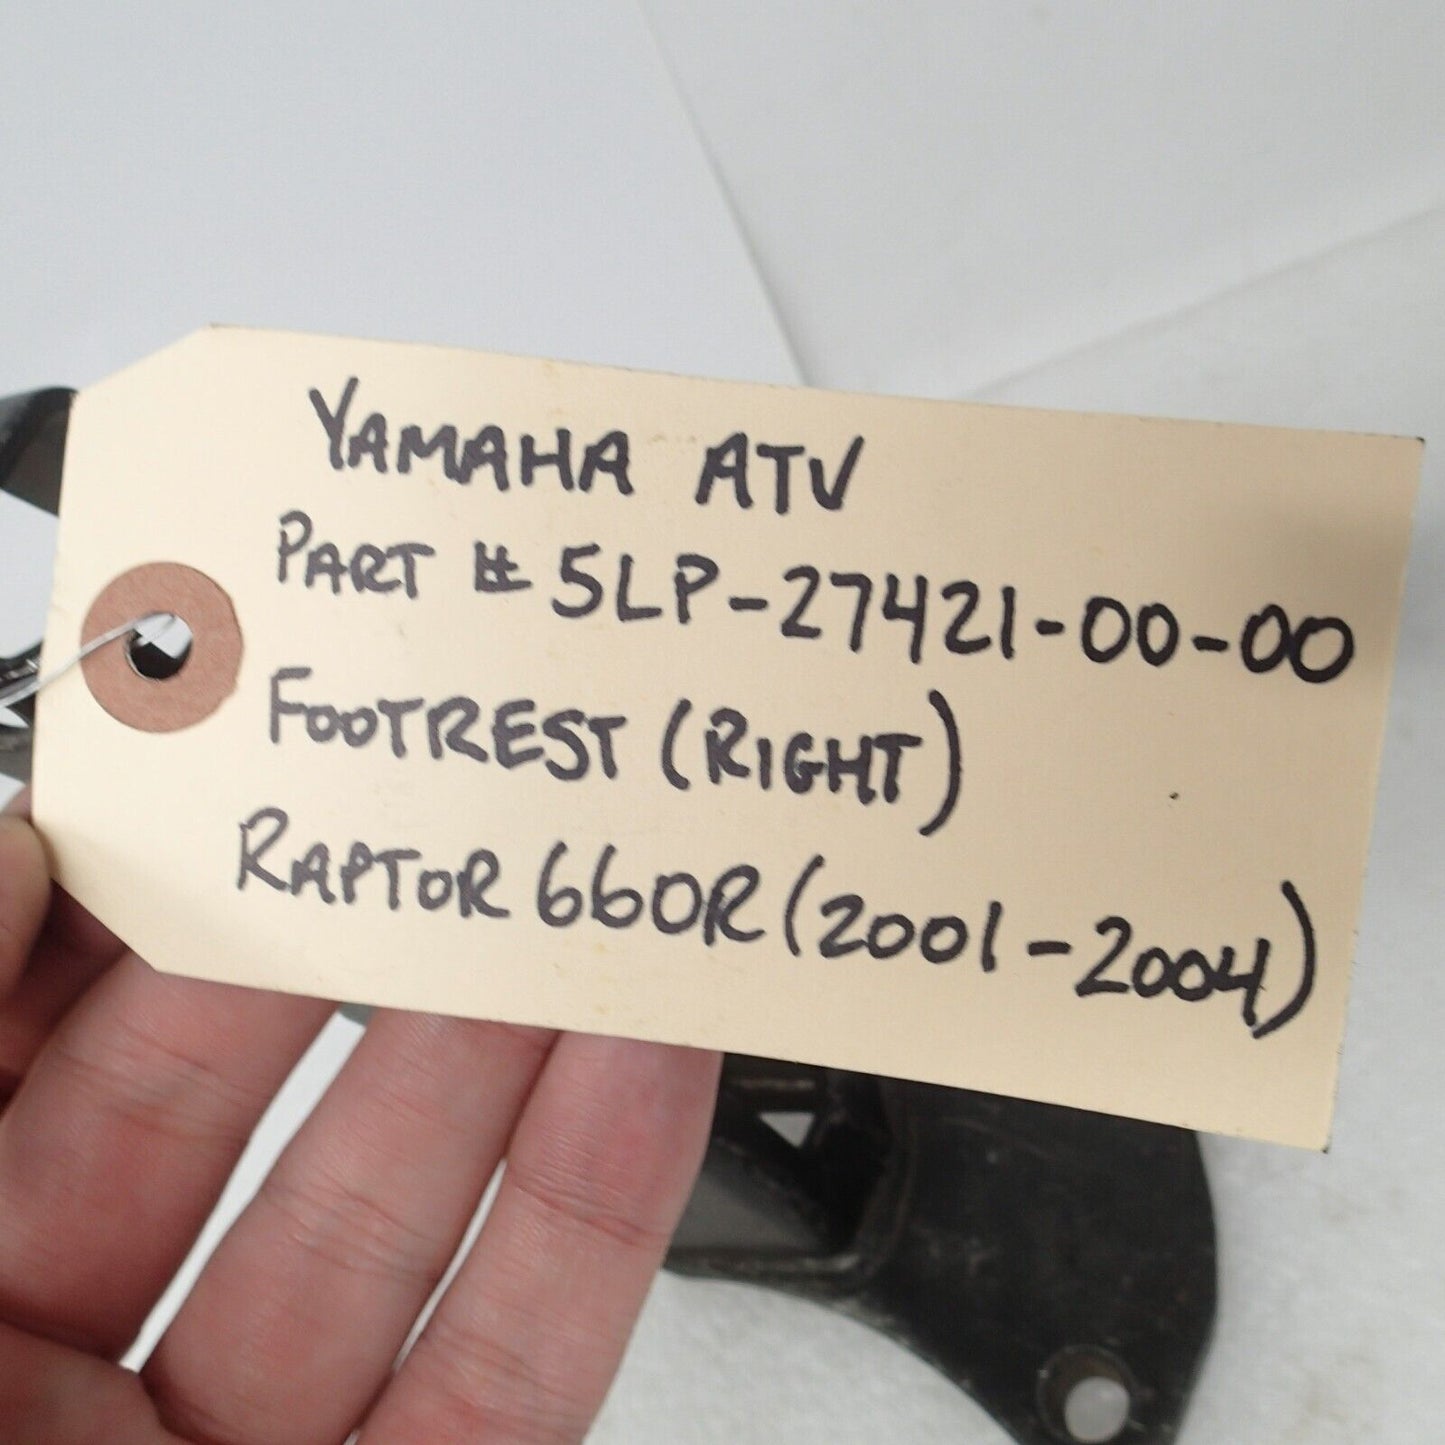 YAMAHA ATV
PART # 5LP-27421-00-00
FOOTREST (RIGHT)
RAPTOR 660R (2001-2004)